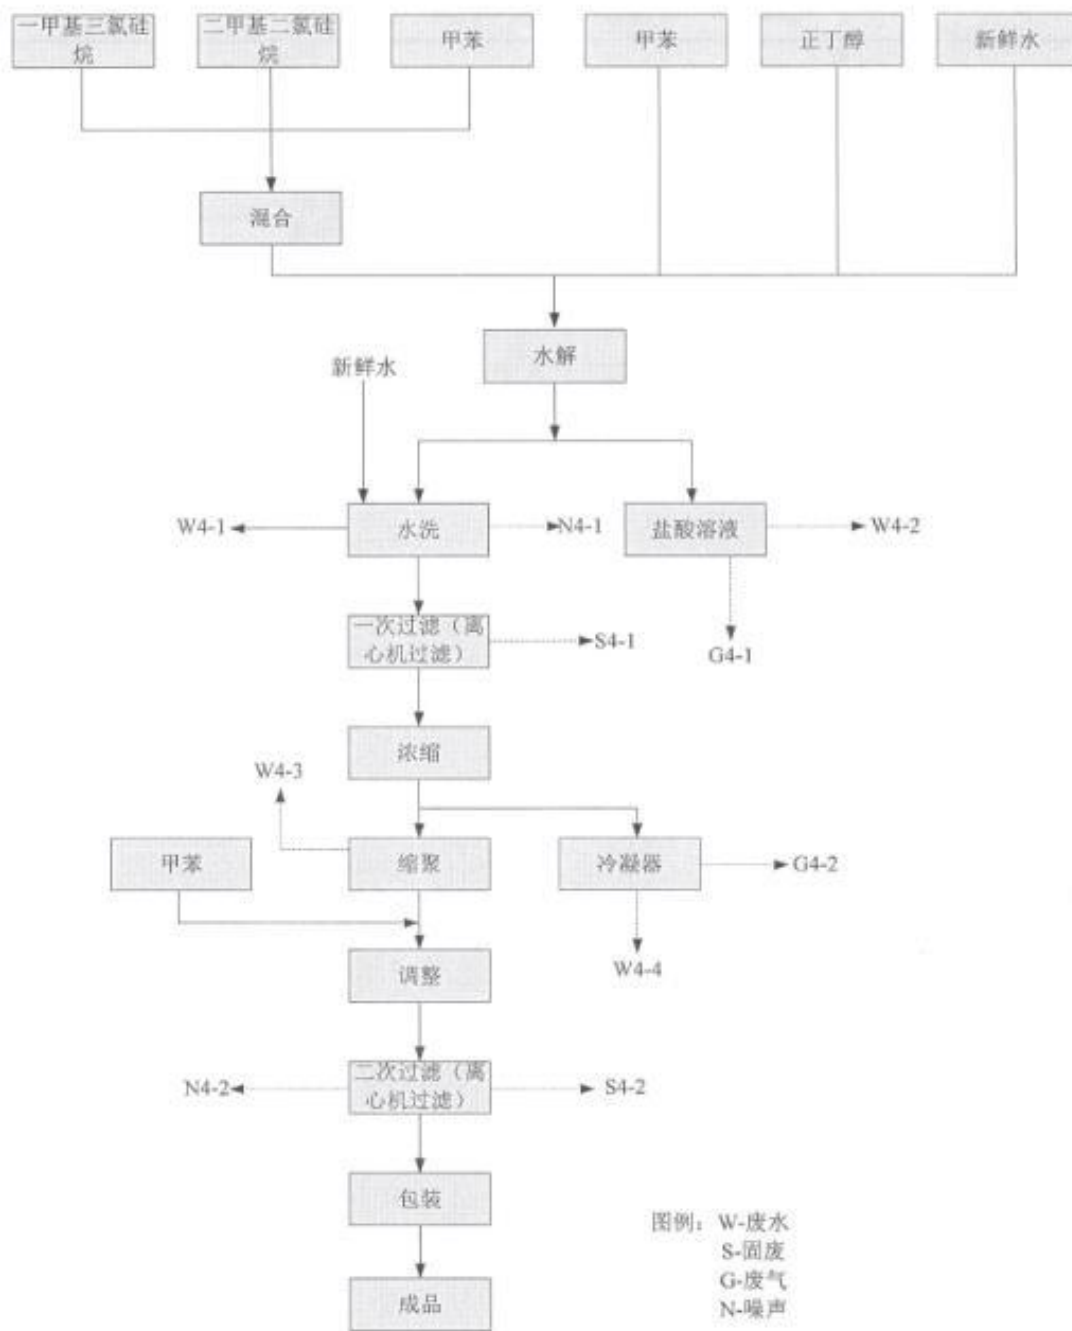 一甲基三氯硅
烷
二甲基二氯硅
烷
甲苯
甲苯
正丁醇
新鲜水
混合
水解
新鲜水
W4-1
水洗
N4-1
盐酸溶液
W4-2
一次过滤（离
心机过滤）
S4-1
G4-1
浓缩
W4-3
甲苯
缩聚
冷凝器
G4-2
W4-4
调整
N4-2
二次过滤（离
心机过滤）
S4-2
包装
成品
图例：W-废水
S-固废
G-废气
N-噪声